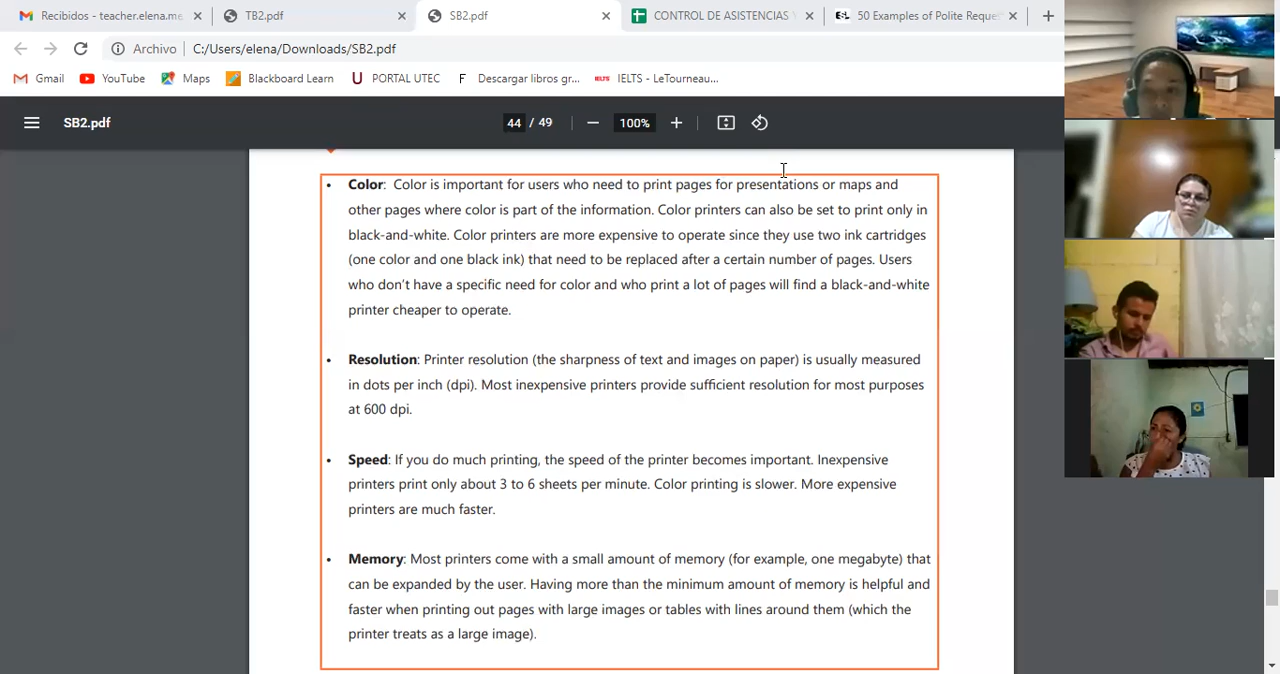 Recibidos - teacher.elena.me
TB2.pdf
SB2.pdf
CONTROL DE ASISTENCIAS
50 Examples of Polite Reque
Archivo
C:/Users/elena/Downloads/SB2.pdf
Gmail
YouTube
Maps
Blackboard Learn
PORTAL UTEC
Descargar libros gr...
IELTS
IELTS - LeTourneau...
SB2.pdf
44 / 49
100%
• Color: Color is important for users who need to print pages for presentations or maps and
other pages where color is part of the information. Color printers can also be set to print only in
black-and-white. Color printers are more expensive to operate since they use two ink cartridges
(one color and one black ink) that need to be replaced after a certain number of pages. Users
who don't have a specific need for color and who print a lot of pages will find a black-and-white
printer cheaper to operate.
• Resolution: Printer resolution (the sharpness of text and images on paper) is usually measured
in dots per inch (dpi). Most inexpensive printers provide sufficient resolution for most purposes
at 600 dpi.
• Speed: If you do much printing, the speed of the printer becomes important. Inexpensive
printers print only about 3 to 6 sheets per minute. Color printing is slower. More expensive
printers are much faster.
• Memory: Most printers come with a small amount of memory (for example, one megabyte) that
can be expanded by the user. Having more than the minimum amount of memory is helpful and
faster when printing out pages with large images or tables with lines around them (which the
printer treats as a large image).